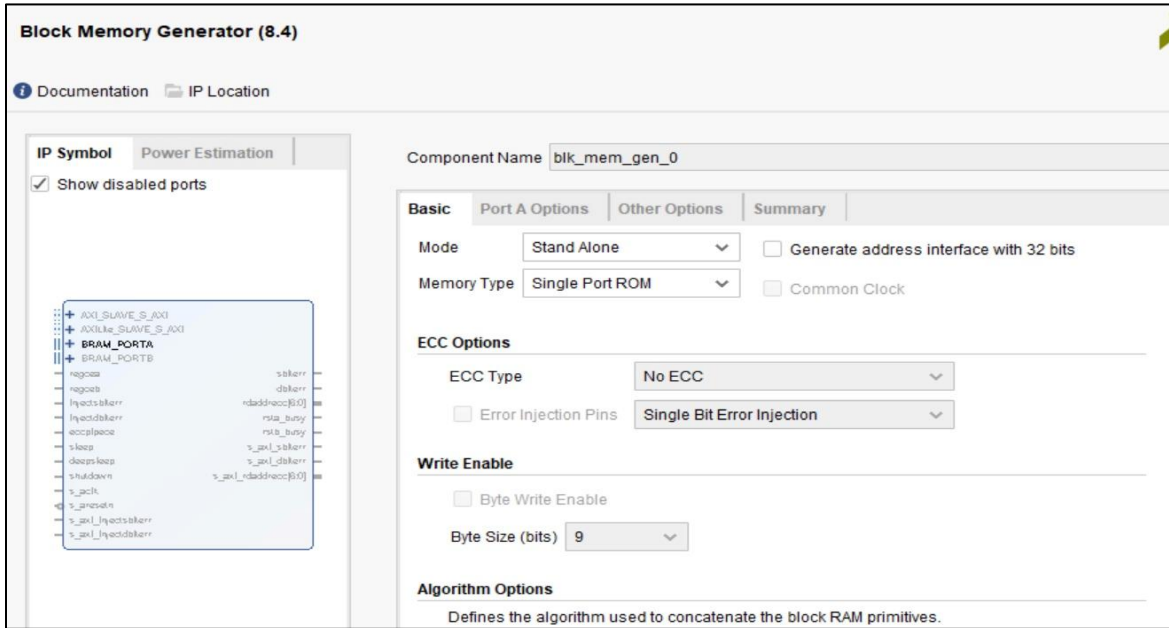 Block Memory Generator (8.4)
Documentation IP Location
IP Symbol Power Estimation
Show disabled ports
AXI_SLAVE_S_AXI
AXILite_SLAVE_S_AXI
BRAM_PORTA
BRAM_PORTB
regcea sbiterr
regceb dbiterr
injectsbiterr rdaddrecc[6:0]
injectdbiterr rsta_busy
eccpipece rstb_busy
sleep s_axi_sbiterr
deepsleep s_axi_dbiterr
shutdown s_axi_rdaddrecc[6:0]
s_aclk
s_aresetn
s_axi_injectsbiterr
s_axi_injectdbiterr
Component Name blk_mem_gen_0
Basic Port A Options Other Options Summary
Mode Stand Alone Generate address interface with 32 bits
Memory Type Single Port ROM Common Clock
ECC Options
ECC Type No ECC
Error Injection Pins Single Bit Error Injection
Write Enable
Byte Write Enable
Byte Size (bits) 9
Algorithm Options
Defines the algorithm used to concatenate the block RAM primitives.